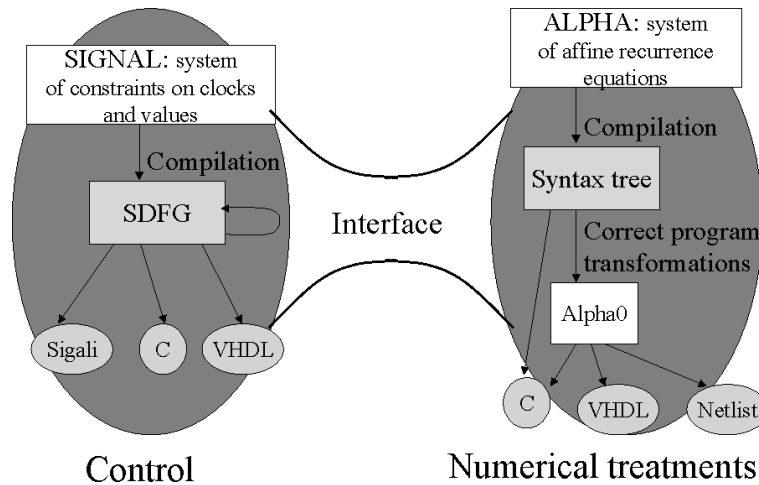 SIGNAL: system
of constraints on clocks
and values
Compilation
SDFG
Sigali
C
VHDL
Control
Interface
ALPHA: system
of affine recurrence
equations
Compilation
Syntax tree
Correct program
transformations
Alpha0
C
VHDL
Netlist
Numerical treatments